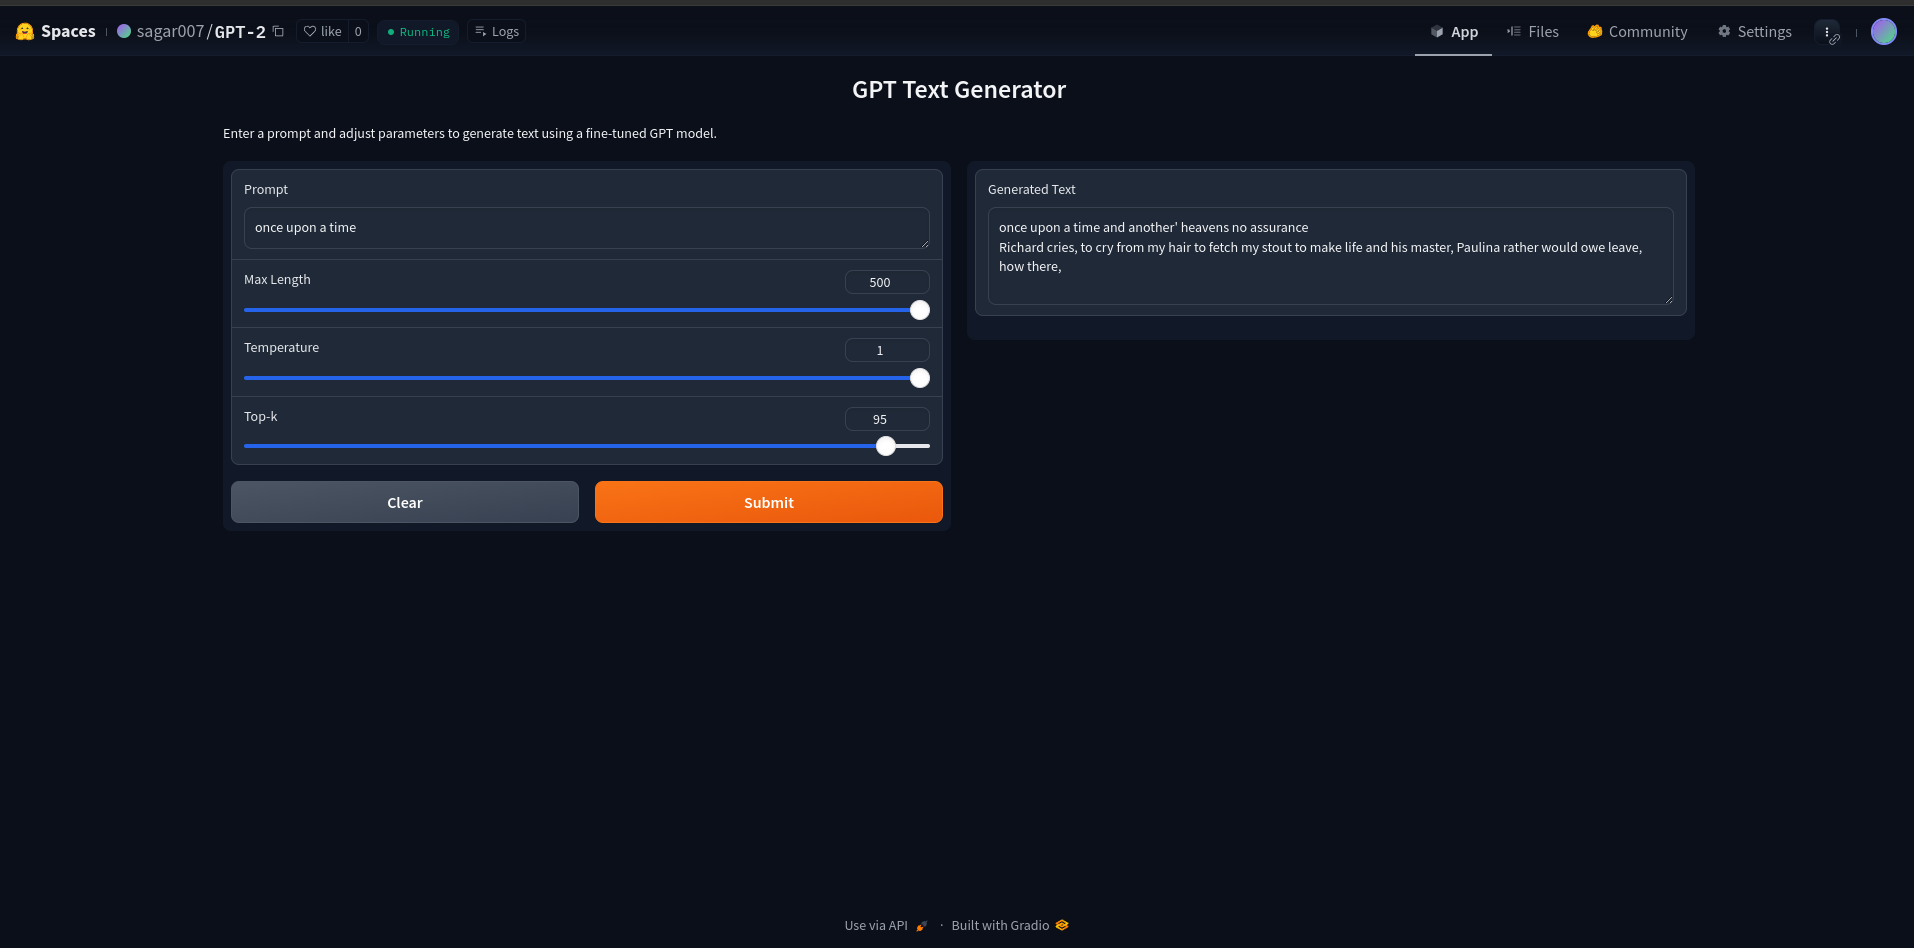 Spaces
sagar007/GPT-2
like 0
Running
Logs
App
Files
Community
Settings
GPT Text Generator
Enter a prompt and adjust parameters to generate text using a fine-tuned GPT model.
Prompt
once upon a time
Max Length
500
Temperature
1
Top-k
95
Clear
Submit
Generated Text
once upon a time and another' heavens no assurance
Richard cries, to cry from my hair to fetch my stout to make life and his master, Paulina rather would owe leave,
how there,
Use via API · Built with Gradio